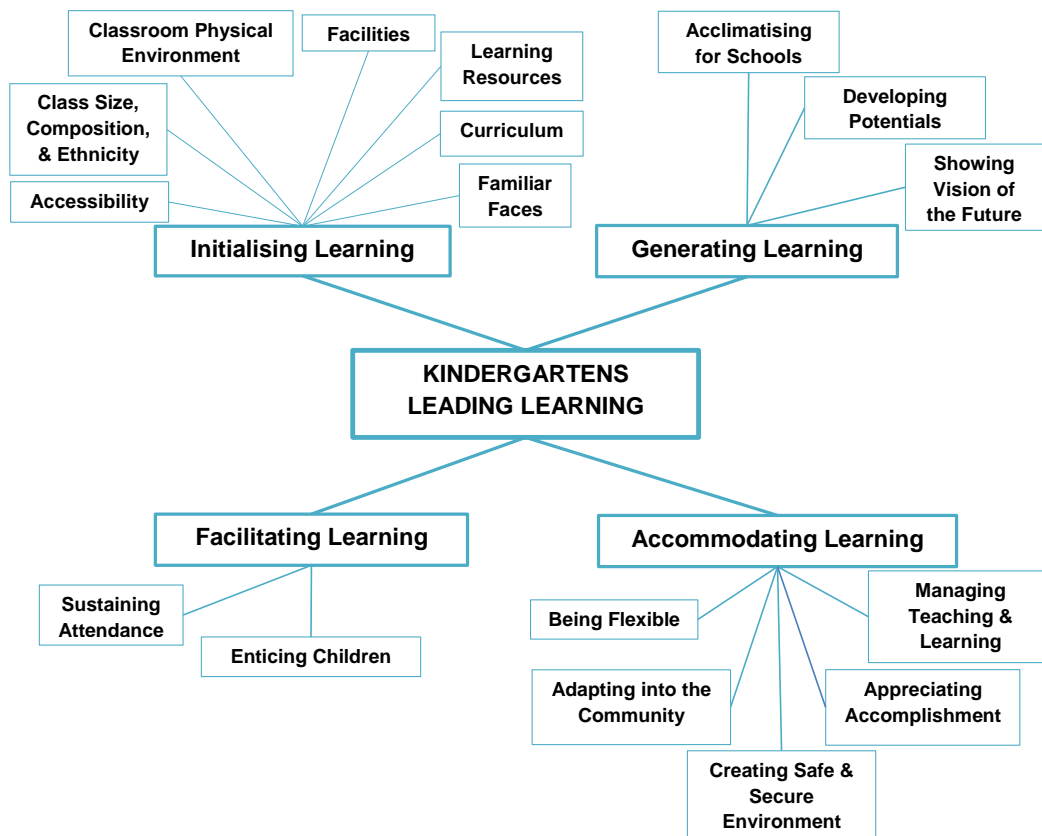 Classroom Physical
Environment
Facilities
Learning
Resources
Class Size,
Composition,
& Ethnicity
Curriculum
Accessibility
Familiar
Faces
Initialising Learning
Acclimatising
for Schools
Developing
Potentials
Showing
Vision of
the Future
Generating Learning
KINDERGARTENS
LEADING LEARNING
Facilitating Learning
Sustaining
Attendance
Enticing Children
Accommodating Learning
Being Flexible
Managing
Teaching &
Learning
Adapting into the
Community
Appreciating
Accomplishment
Creating Safe &
Secure
Environment